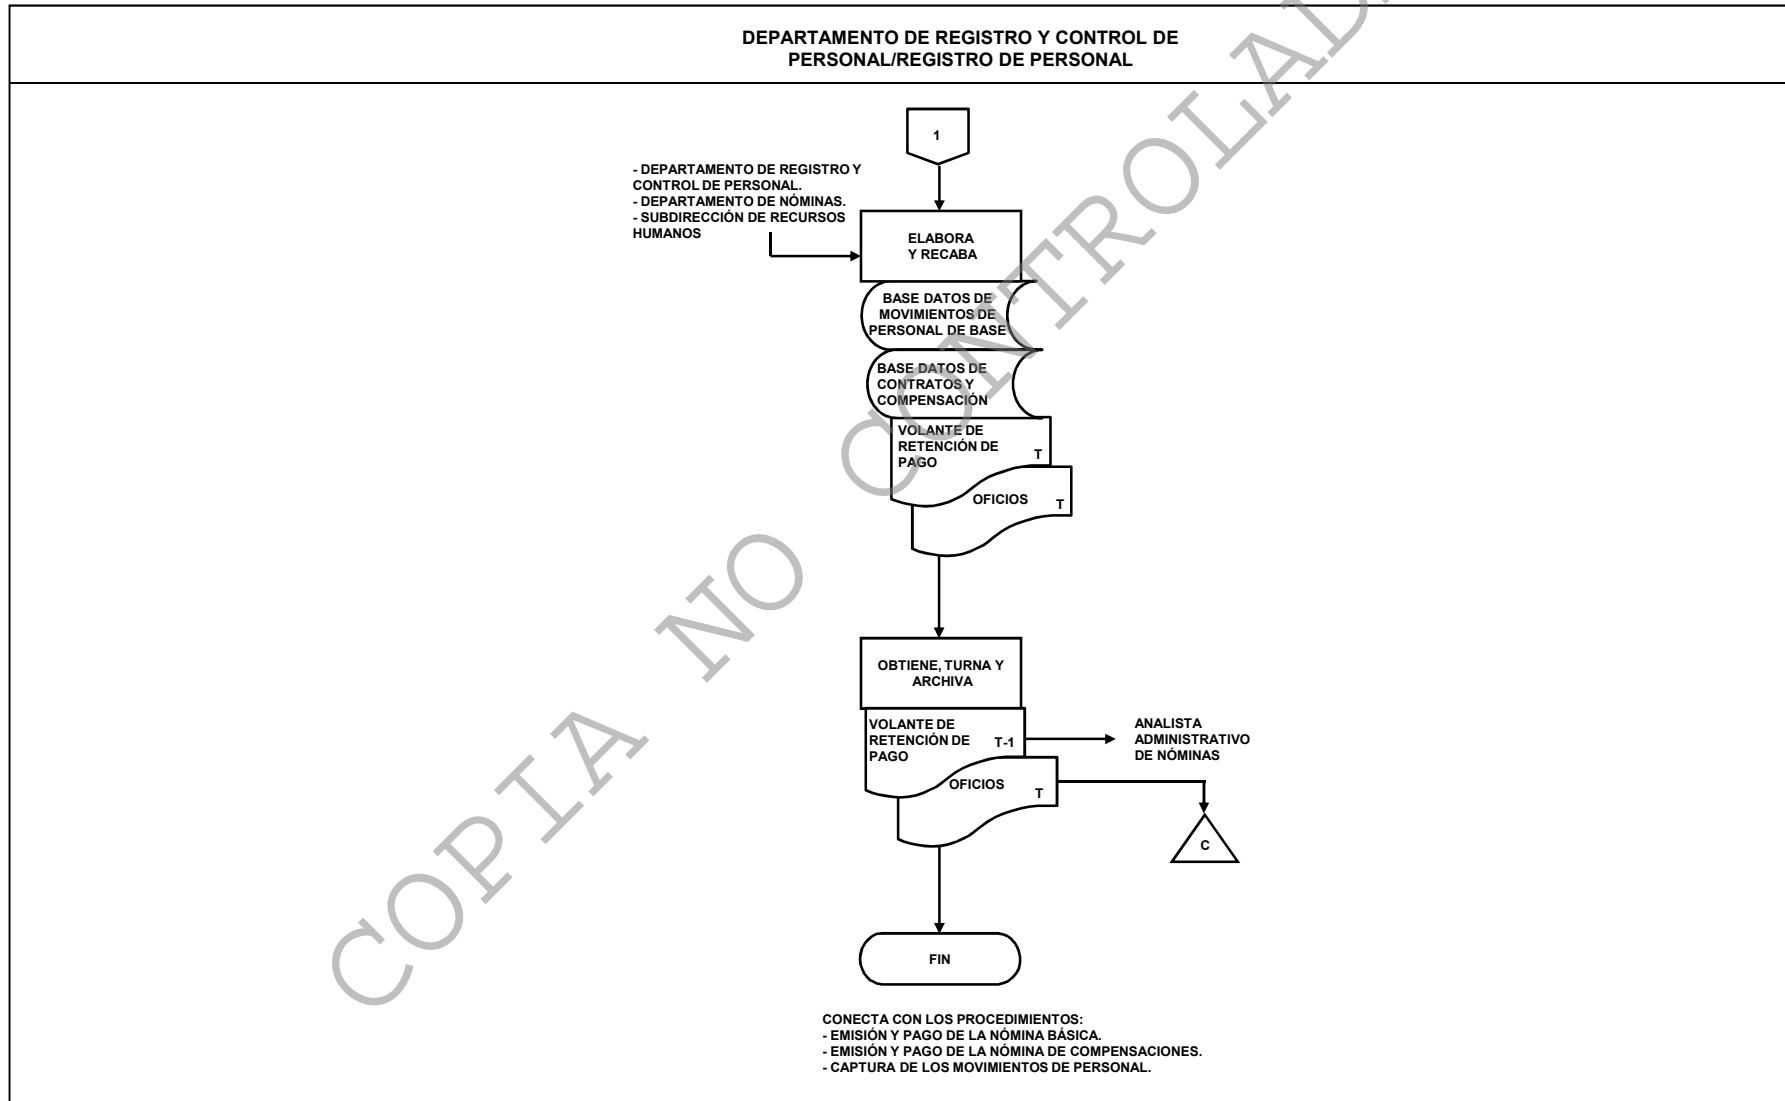 DEPARTAMENTO DE REGISTRO Y CONTROL DE
PERSONAL/REGISTRO DE PERSONAL
1
- DEPARTAMENTO DE REGISTRO Y
CONTROL DE PERSONAL.
- DEPARTAMENTO DE NÓMINAS.
- SUBDIRECCIÓN DE RECURSOS
HUMANOS
ELABORA
Y RECABA
BASE DATOS DE
MOVIMIENTOS DE
PERSONAL DE BASE
BASE DATOS DE
CONTRATOS Y
COMPENSACIÓN
VOLANTE DE
RETENCIÓN DE
PAGO
T
OFICIOS
T
OBTIENE, TURNA Y
ARCHIVA
VOLANTE DE
RETENCIÓN DE
PAGO
T-1
ANALISTA
ADMINISTRATIVO
DE NÓMINAS
OFICIOS
T
C
FIN
CONECTA CON LOS PROCEDIMIENTOS:
- EMISIÓN Y PAGO DE LA NÓMINA BÁSICA.
- EMISIÓN Y PAGO DE LA NÓMINA DE COMPENSACIONES.
- CAPTURA DE LOS MOVIMIENTOS DE PERSONAL.
COPIA NO CONTROLAD